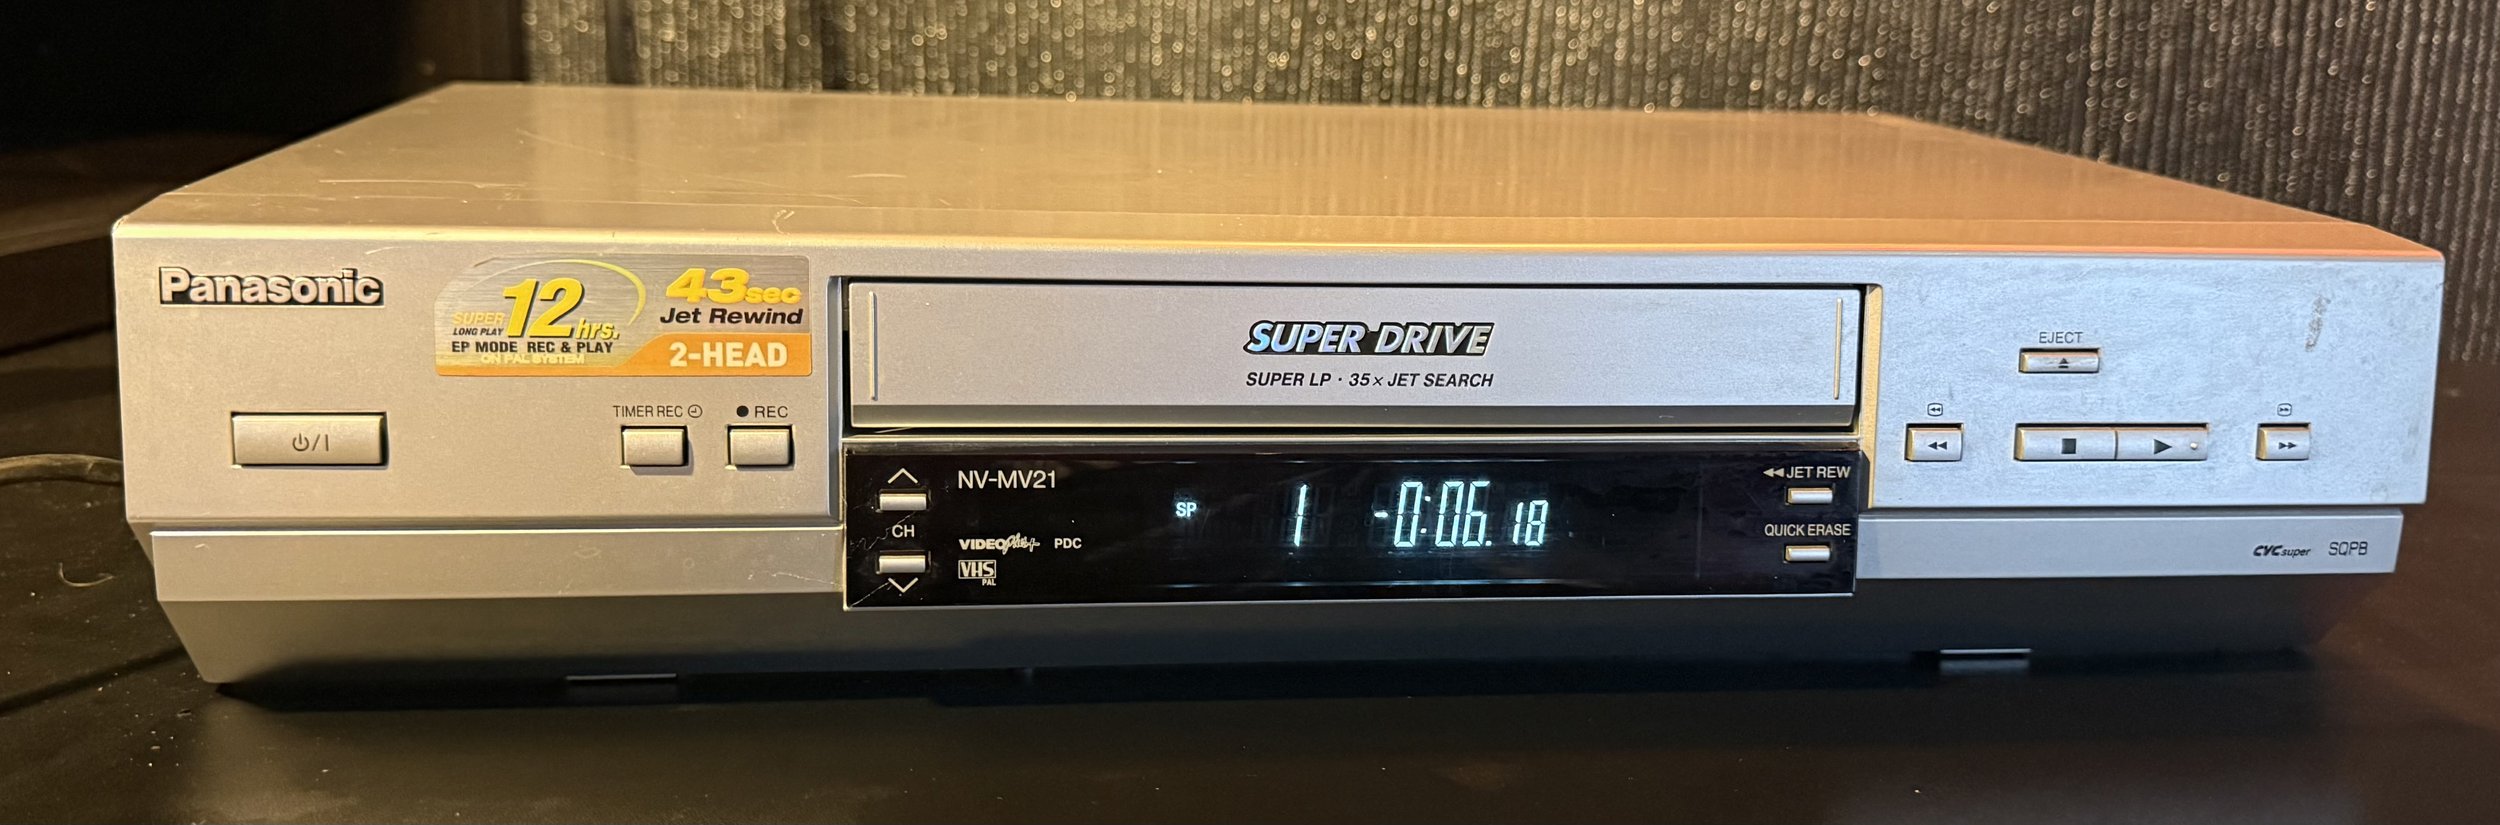 Panasonic
SUPER
LONG PLAY
12hrs.
EP MODE REC & PLAY
ON PAL SYSTEM
43sec
Jet Rewind
2-HEAD
TIMER REC
REC
SUPER DRIVE
SUPER LP · 35× JET SEARCH
EJECT
CH
NV-MV21
VIDEO Plus+ PDC
VHS
PAL
SP 1 -0:06.18
JET REW
QUICK ERASE
CVC super SQPB